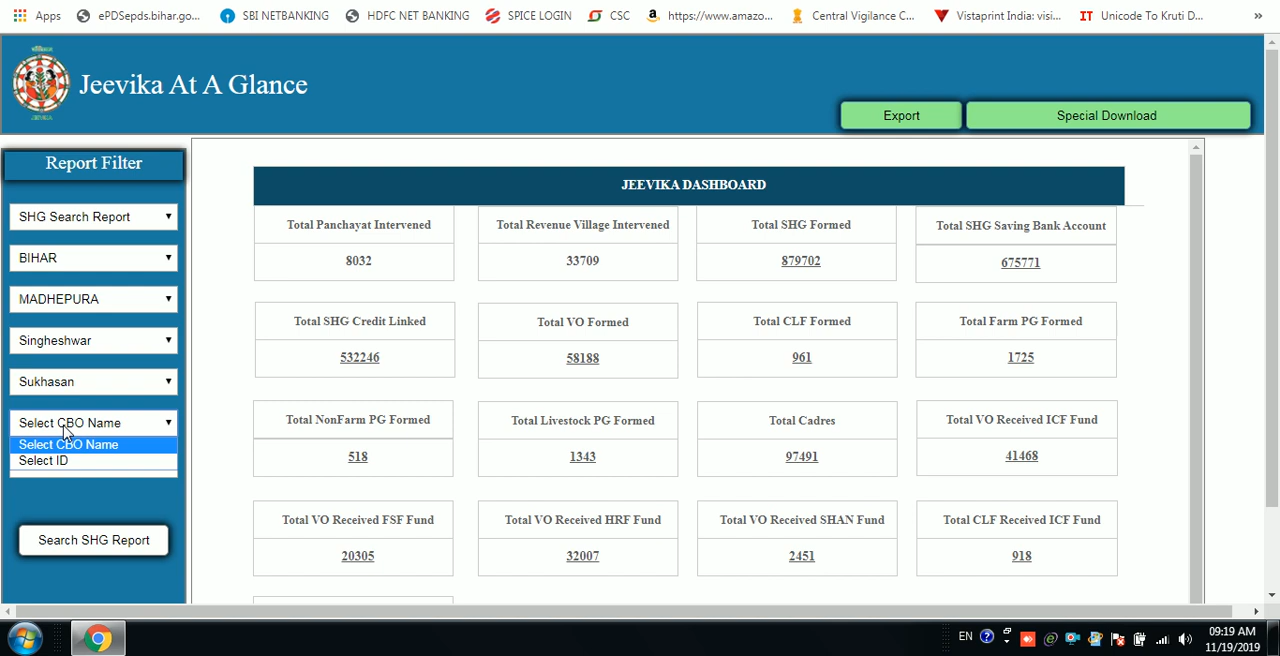 Apps
ePDSepds.bihar.go...
SBI NETBANKING
HDFC NET BANKING
SPICE LOGIN
CSC
https://www.amazo...
Central Vigilance C...
Vistaprint India: visi...
IT Unicode To Kruti D...
»
Jeevika At A Glance
Export
Special Download
Report Filter
SHG Search Report
BIHAR
MADHEPURA
Singheshwar
Sukhasan
Select CBO Name
Select CBO Name
Select ID
Search SHG Report
JEEVIKA DASHBOARD
Total Panchayat Intervened
8032
Total Revenue Village Intervened
33709
Total SHG Formed
879702
Total SHG Saving Bank Account
675771
Total SHG Credit Linked
532246
Total VO Formed
58188
Total CLF Formed
961
Total Farm PG Formed
1725
Total NonFarm PG Formed
518
Total Livestock PG Formed
1343
Total Cadres
97491
Total VO Received ICF Fund
41468
Total VO Received FSF Fund
20305
Total VO Received HRF Fund
32007
Total VO Received SHAN Fund
2451
Total CLF Received ICF Fund
918
EN
09:19 AM
11/19/2019